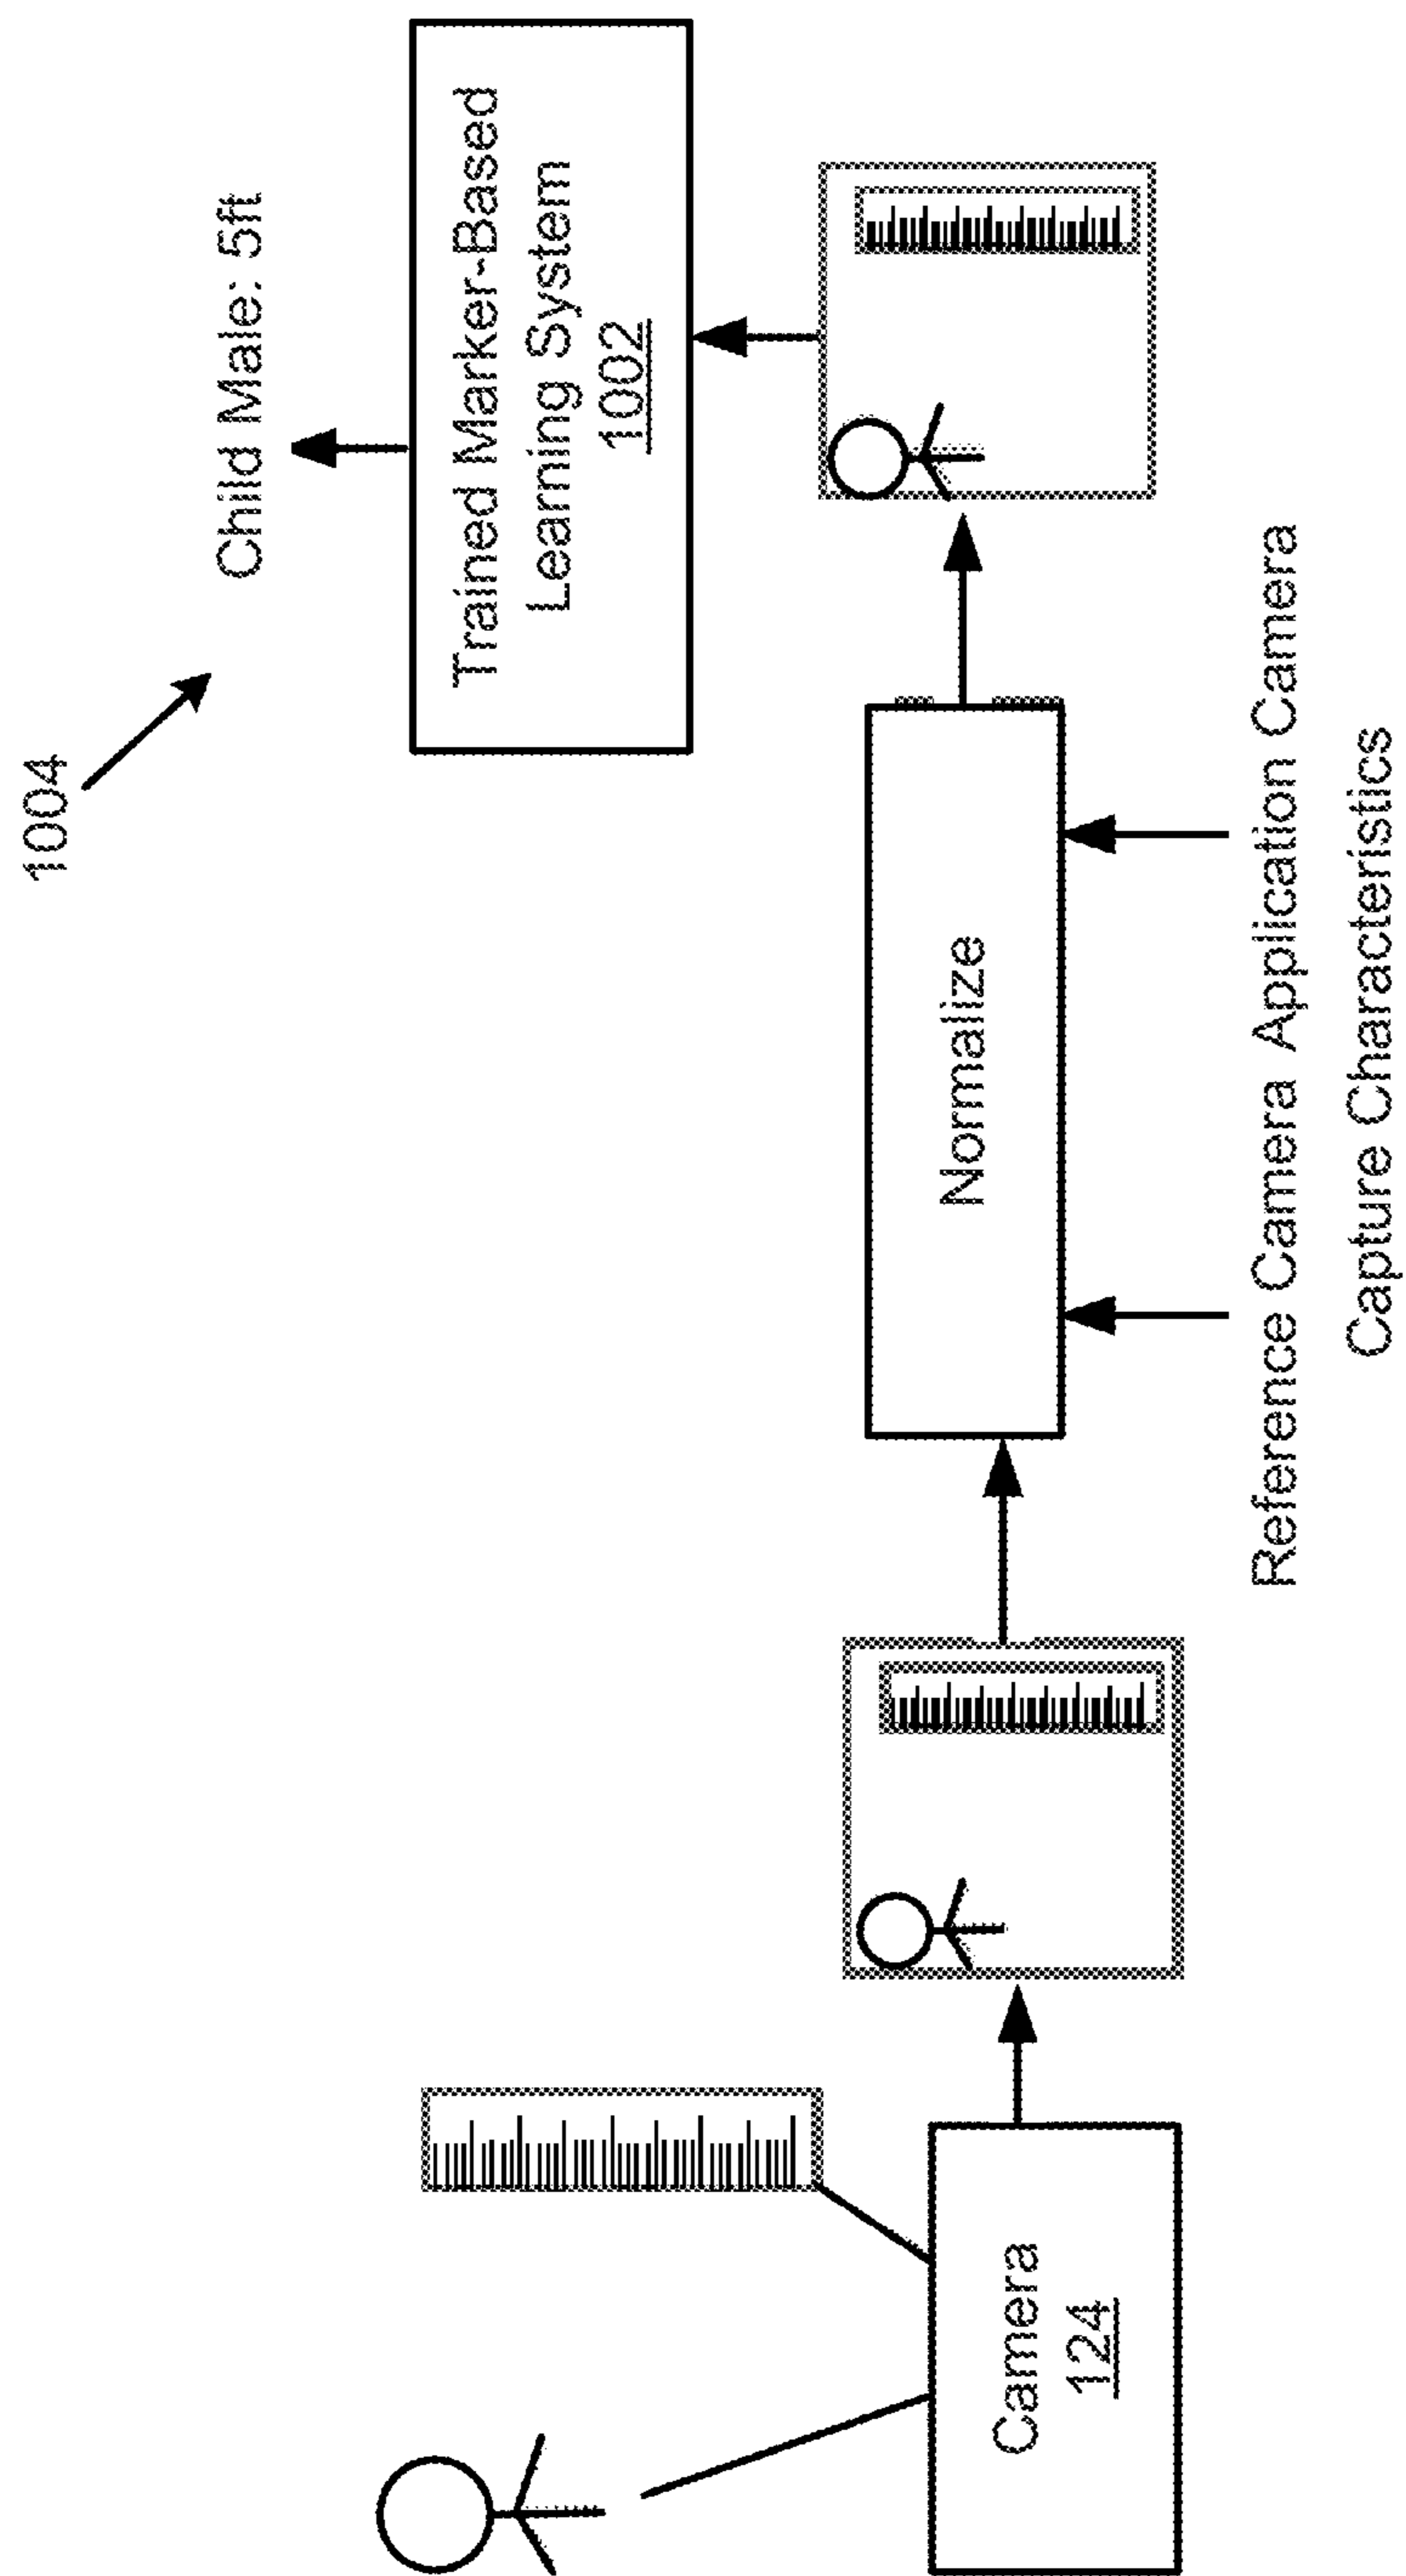 1004
Child Male: 5ft
Trained Marker-Based
Learning System
1002
Normalize
Camera
124
Reference Camera Application Camera
Capture Characteristics